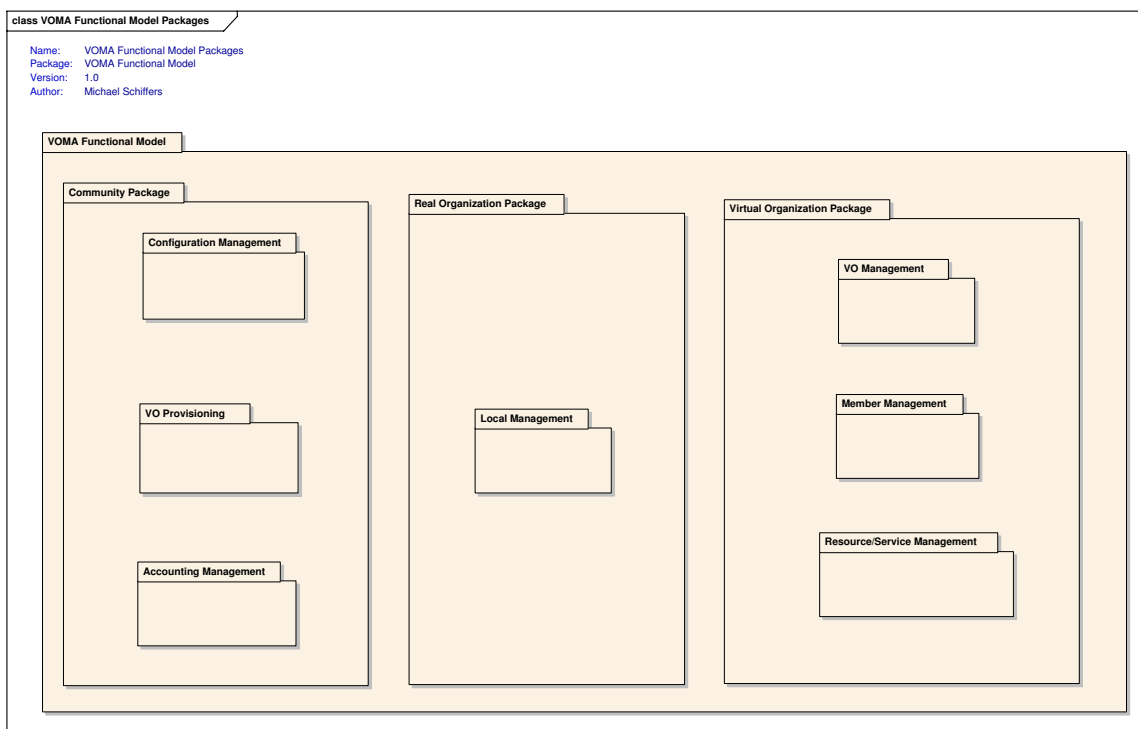 class VOMA Functional Model Packages
Name: VOMA Functional Model Packages
Package: VOMA Functional Model
Version: 1.0
Author: Michael Schiffers
VOMA Functional Model
Community Package
Configuration Management
VO Provisioning
Accounting Management
Real Organization Package
Local Management
Virtual Organization Package
VO Management
Member Management
Resource/Service Management